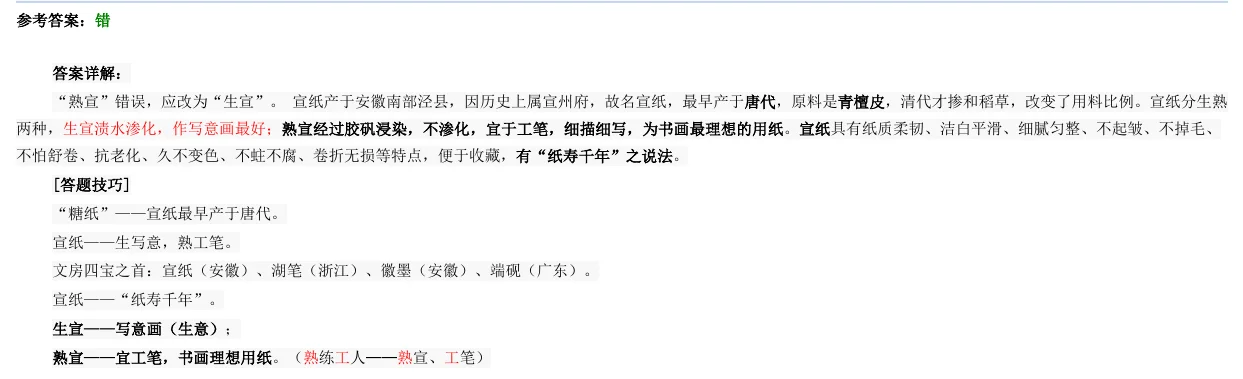 参考答案：错
答案详解：
“熟宣”错误，应改为“生宣”。 宣纸产于安徽南部泾县，因历史上属宣州府，故名宣纸，最早产于唐代，原料是青檀皮，清代才掺和稻草，改变了用料比例。宣纸分生熟
两种，生宣渍水渗化，作写意画最好；熟宣经过胶矾浸染，不渗化，宜于工笔，细描细写，为书画最理想的用纸。宣纸具有纸质柔韧、洁白平滑、细腻匀整、不起皱、不掉毛、
不怕舒卷、抗老化、久不变色、不蛀不腐、卷折无损等特点，便于收藏，有“纸寿千年”之说法。
[答题技巧]
“糖纸”——宣纸最早产于唐代。
宣纸——生写意，熟工笔。
文房四宝之首：宣纸（安徽）、湖笔（浙江）、徽墨（安徽）、端砚（广东）。
宣纸——“纸寿千年”。
生宣——写意画（生意）；
熟宣——宜工笔，书画理想用纸。（熟练工人——熟宣、工笔）